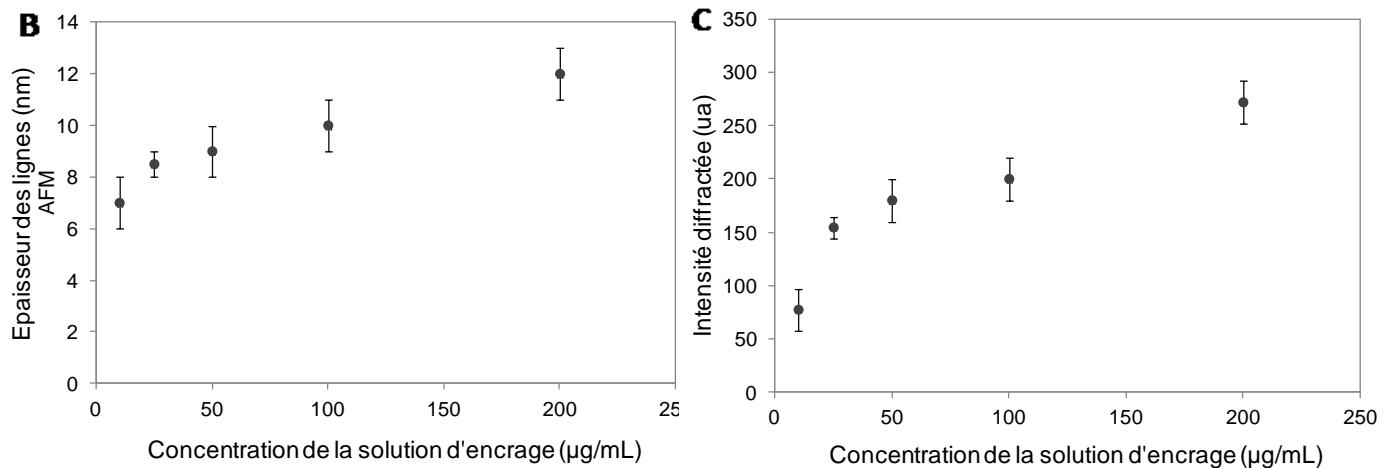 B
14
12
10
8
6
4
2
0
Epaisseur des lignes (nm)
AFM
0 50 100 150 200 25
Concentration de la solution d'encrage (µg/mL)
C
350
300
250
200
150
100
50
0
Intensité diffractée (ua)
0 50 100 150 200 250
Concentration de la solution d'encrage (µg/mL)